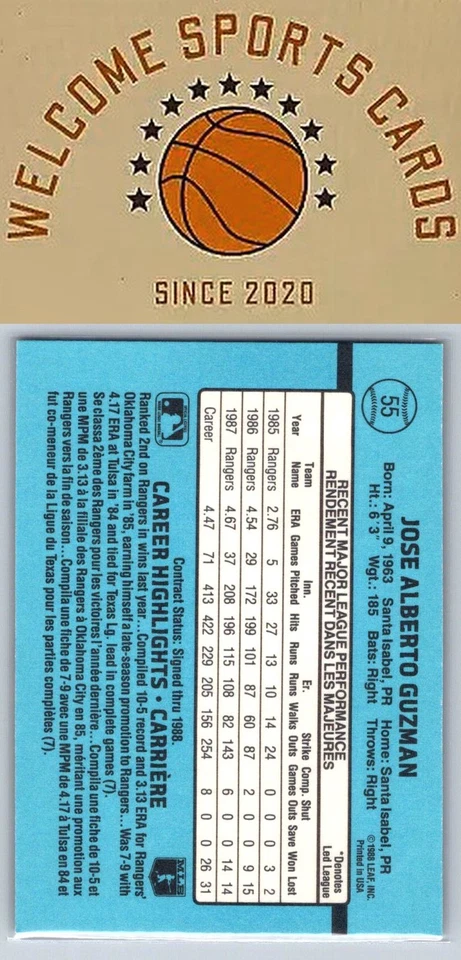 WELCOME SPORTS CARDS
SINCE 2020
55
JOSE ALBERTO GUZMAN
Born: April 9, 1963 Santa Isabel, PR Home: Santa Isabel, PR
Ht.: 6' 3" Wgt.: 185 Bats: Right Throws: Right
©1988 LEAF, INC.
Printed in USA
RECENT MAJOR LEAGUE PERFORMANCE
RENDEMENT RÉCENT DANS LES MAJEURES
*Denotes
Led League
Team Inn. Er. Strike Comp. Shut
Year Name ERA Games Pitched Hits Runs Runs Walks Outs Games Outs Save Won Lost
1985 Rangers 2.76 5 33 27 13 10 14 24 0 0 0 3 2
1986 Rangers 4.54 29 172 199 101 87 60 87 2 0 0 9 15
1987 Rangers 4.67 37 208 196 115 108 82 143 6 0 0 14 14
Career 4.47 71 413 422 229 205 156 254 8 0 0 26 31
Contract Status: Signed thru 1988.
CAREER HIGHLIGHTS • CARRIÈRE
MLB
Ranked 2nd on Rangers in wins last year...Compiled 10-5 record and 3.13 ERA for Rangers'
Oklahoma City farm in '85, earning himself a late-season promotion to Rangers...Was 7-9 with
4.17 ERA at Tulsa in '84 and tied for Texas Lg. lead in complete games (7).
Se classa 2ème des Rangers pour les victoires l'année dernière...Compila une fiche de 10-5 et
une MPM de 3.13 à la filiale des Rangers à Oklahoma City en 85, méritant une promotion aux
Rangers vers la fin de saison...Compila une fiche de 7-9 avec une MPM de 4.17 à Tulsa en 84 et
fut co-meneur de la Ligue du Texas pour les parties complètes (7).